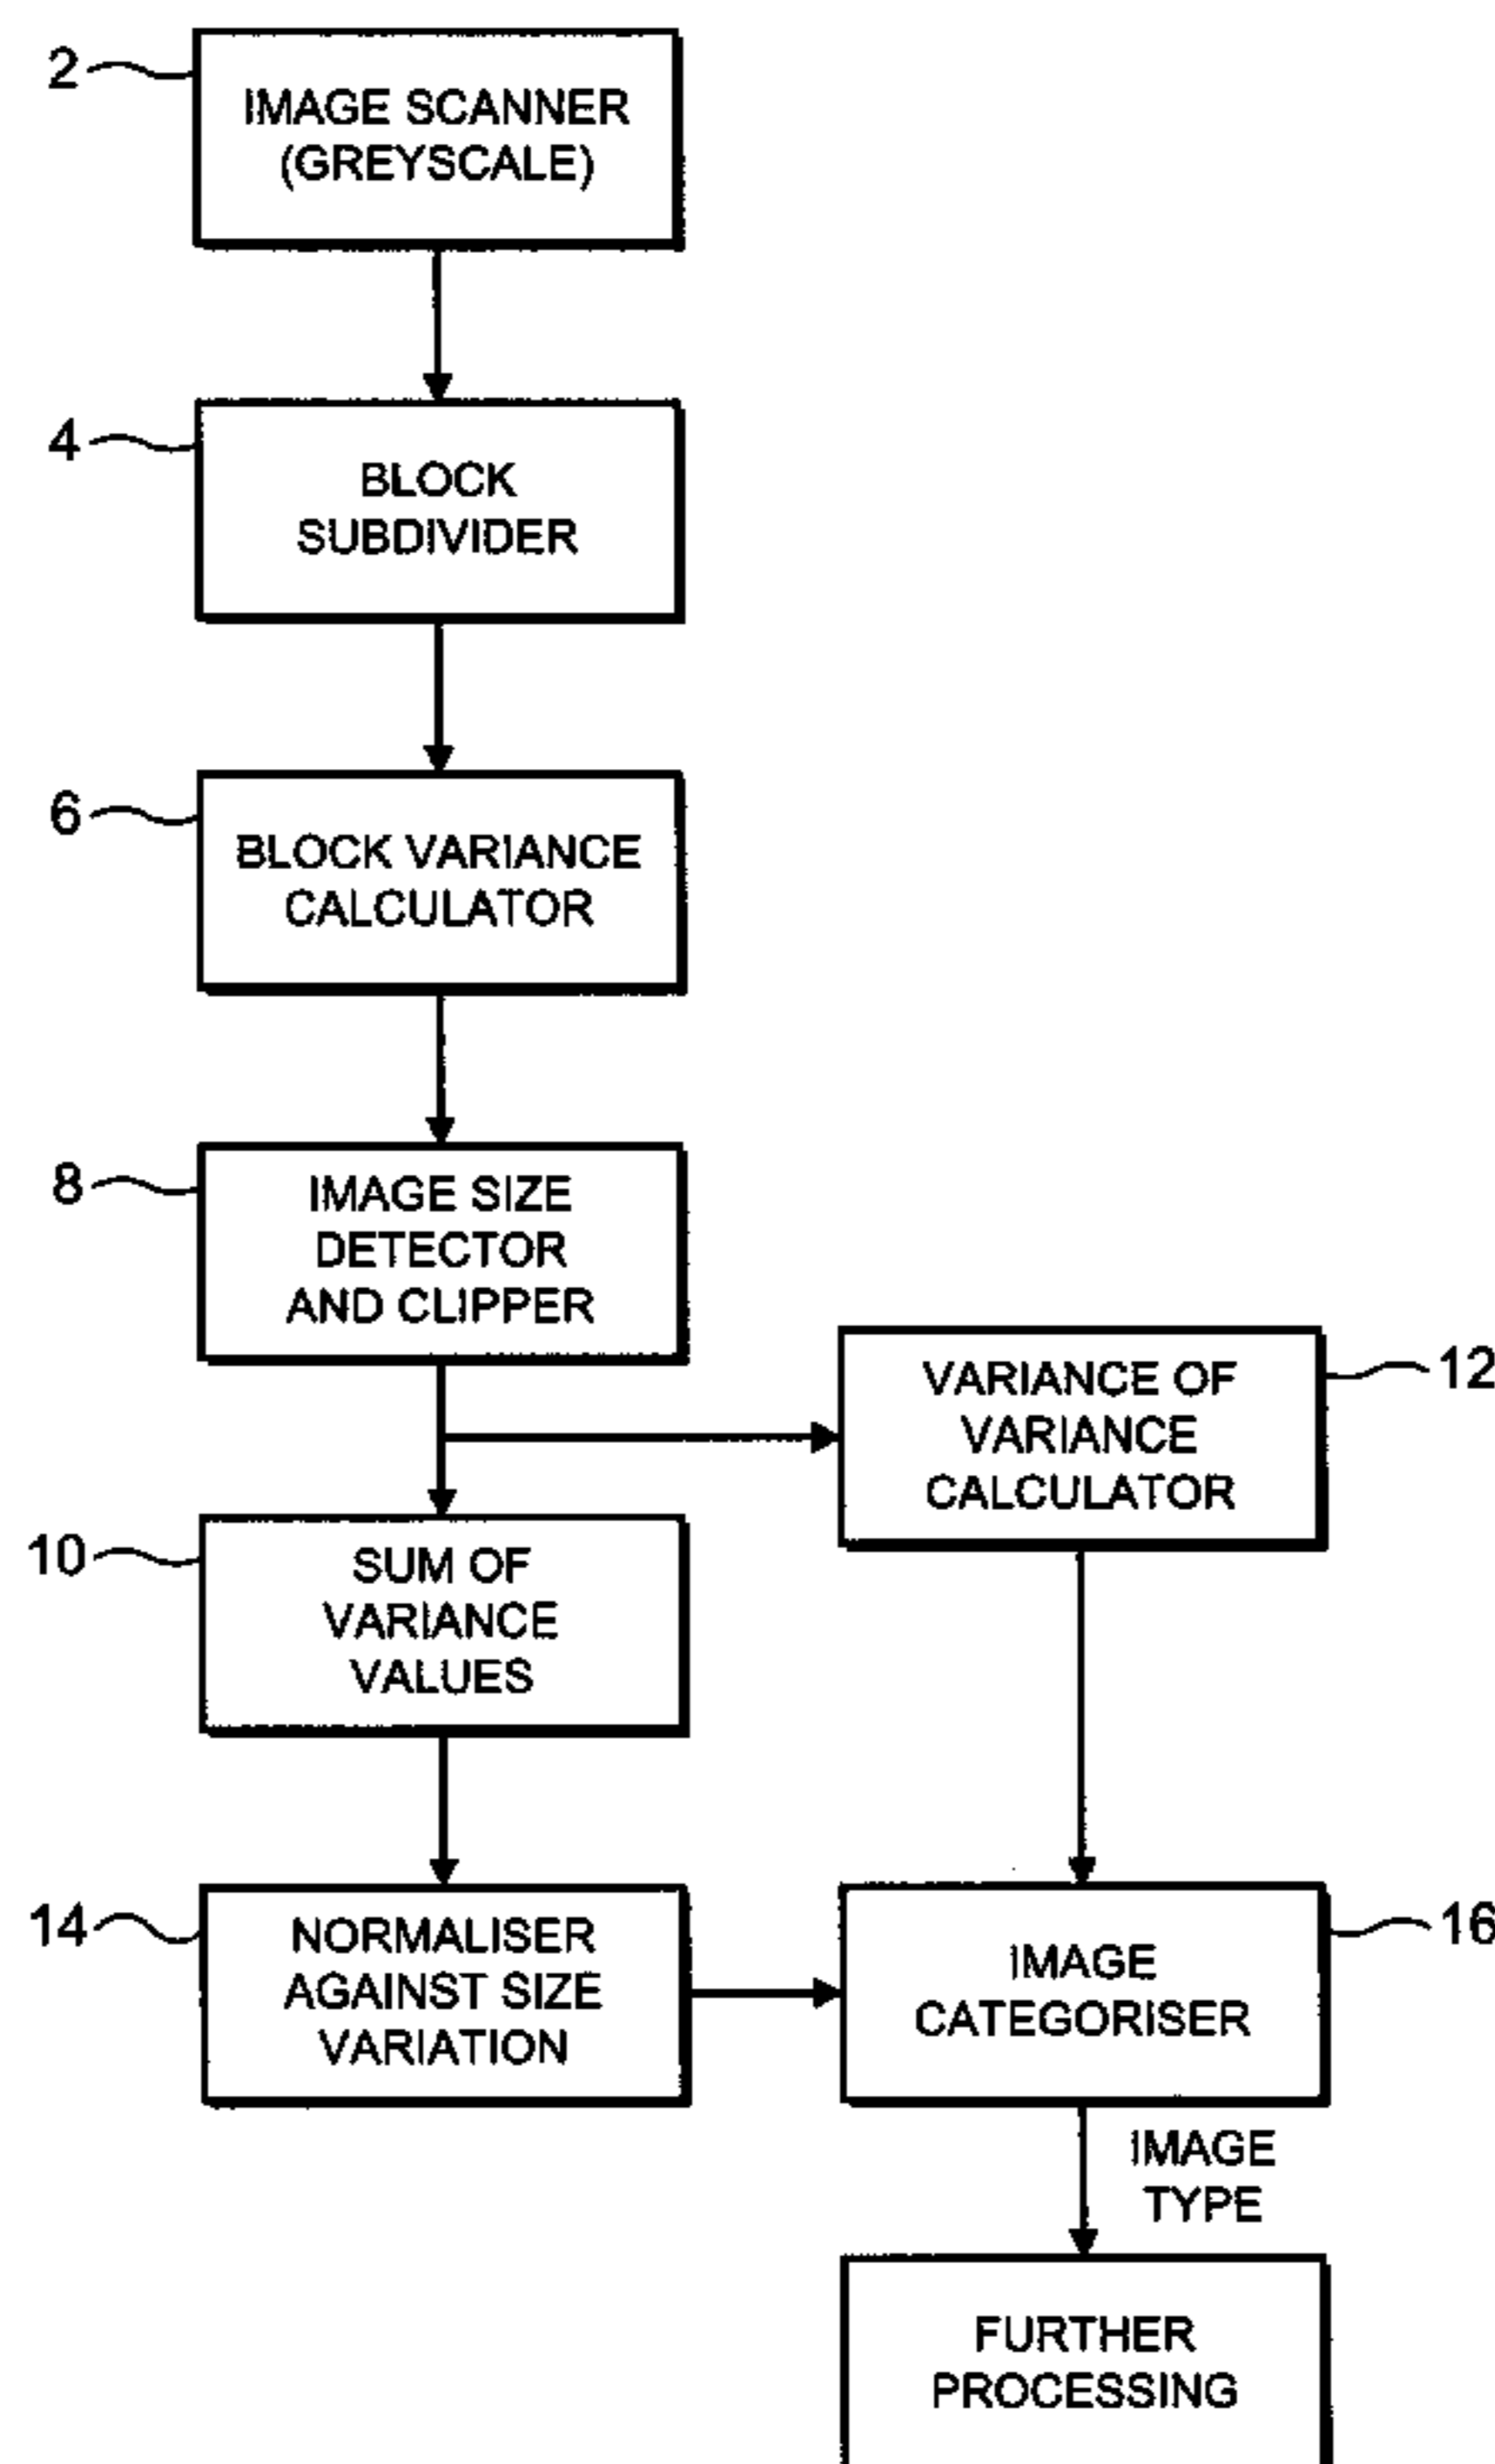 2
IMAGE SCANNER
(GREYSCALE)
4
BLOCK
SUBDIVIDER
6
BLOCK VARIANCE
CALCULATOR
8
IMAGE SIZE
DETECTOR
AND CLIPPER
VARIANCE OF
VARIANCE
CALCULATOR
12
10
SUM OF
VARIANCE
VALUES
14
NORMALISER
AGAINST SIZE
VARIATION
IMAGE
CATEGORISER
16
IMAGE
TYPE
FURTHER
PROCESSING